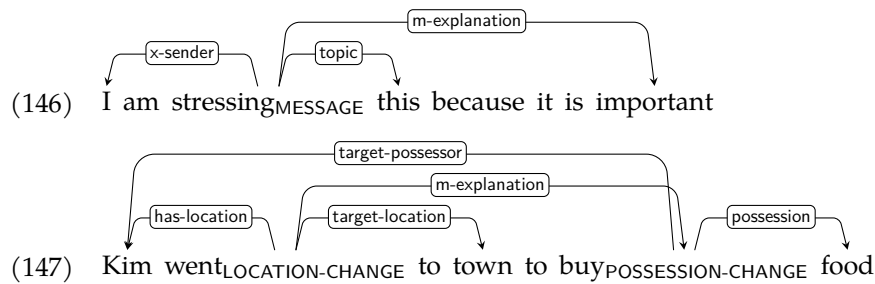 m-explanation
x-sender topic
(146) I am stressingMESSAGE this because it is important
target-possessor
m-explanation
has-location target-location possession
(147) Kim wentLOCATION-CHANGE to town to buyPOSSESSION-CHANGE food